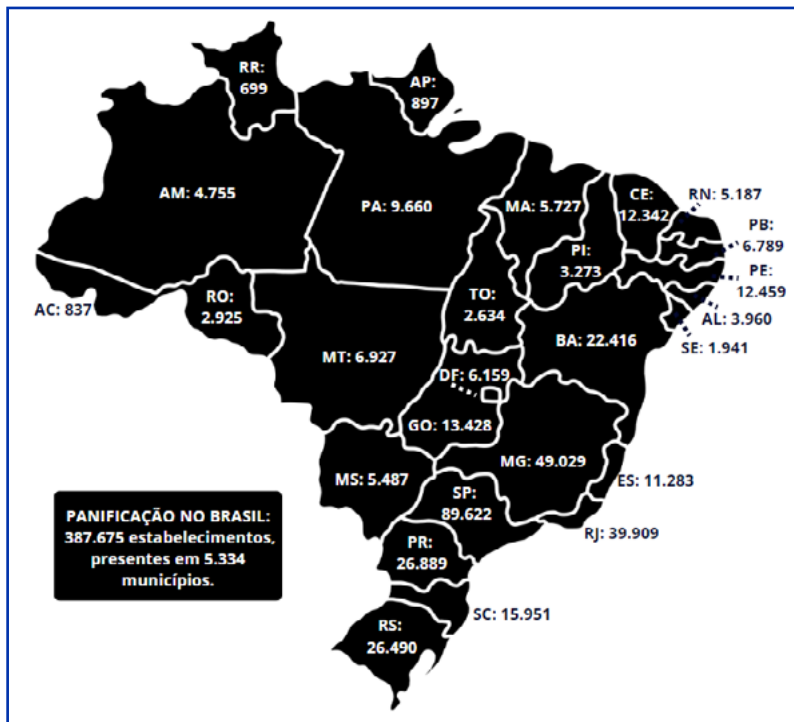 RR:
699
AP:
897
AM: 4.755
PA: 9.660
MA: 5.727
CE:
12.342
RN: 5.187
PB:
6.789
PI:
3.273
PE:
12.459
AC: 837
RO:
2.925
TO:
2.634
AL: 3.960
SE: 1.941
BA: 22.416
MT: 6.927
DF: 6.159
GO: 13.428
MG: 49.029
MS: 5.487
ES: 11.283
SP:
89.622
RJ: 39.909
PANIFICAÇÃO NO BRASIL:
387.675 estabelecimentos,
presentes em 5.334
municípios.
PR:
26.889
SC: 15.951
RS:
26.490